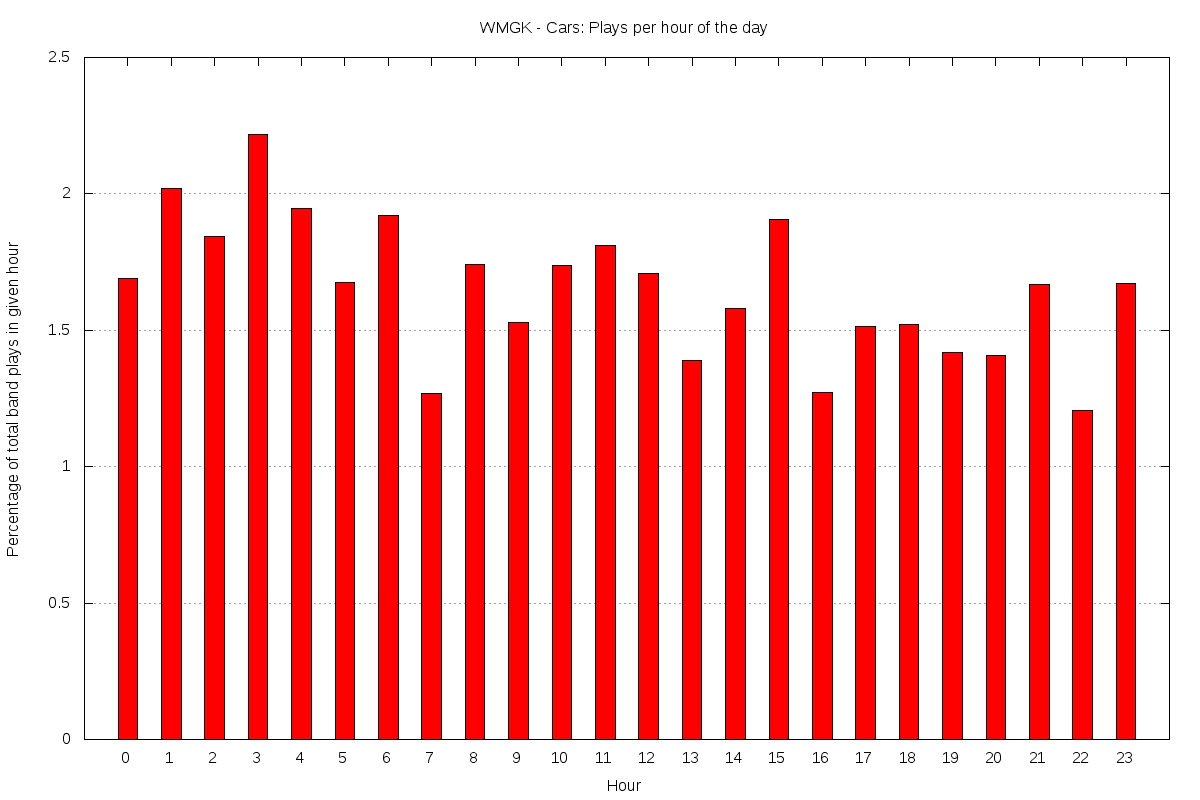 WMGK - Cars: Plays per hour of the day
Percentage of total band plays in given hour
2.5
2
1.5
1
0.5
0
0 1 2 3 4 5 6 7 8 9 10 11 12 13 14 15 16 17 18 19 20 21 22 23
Hour